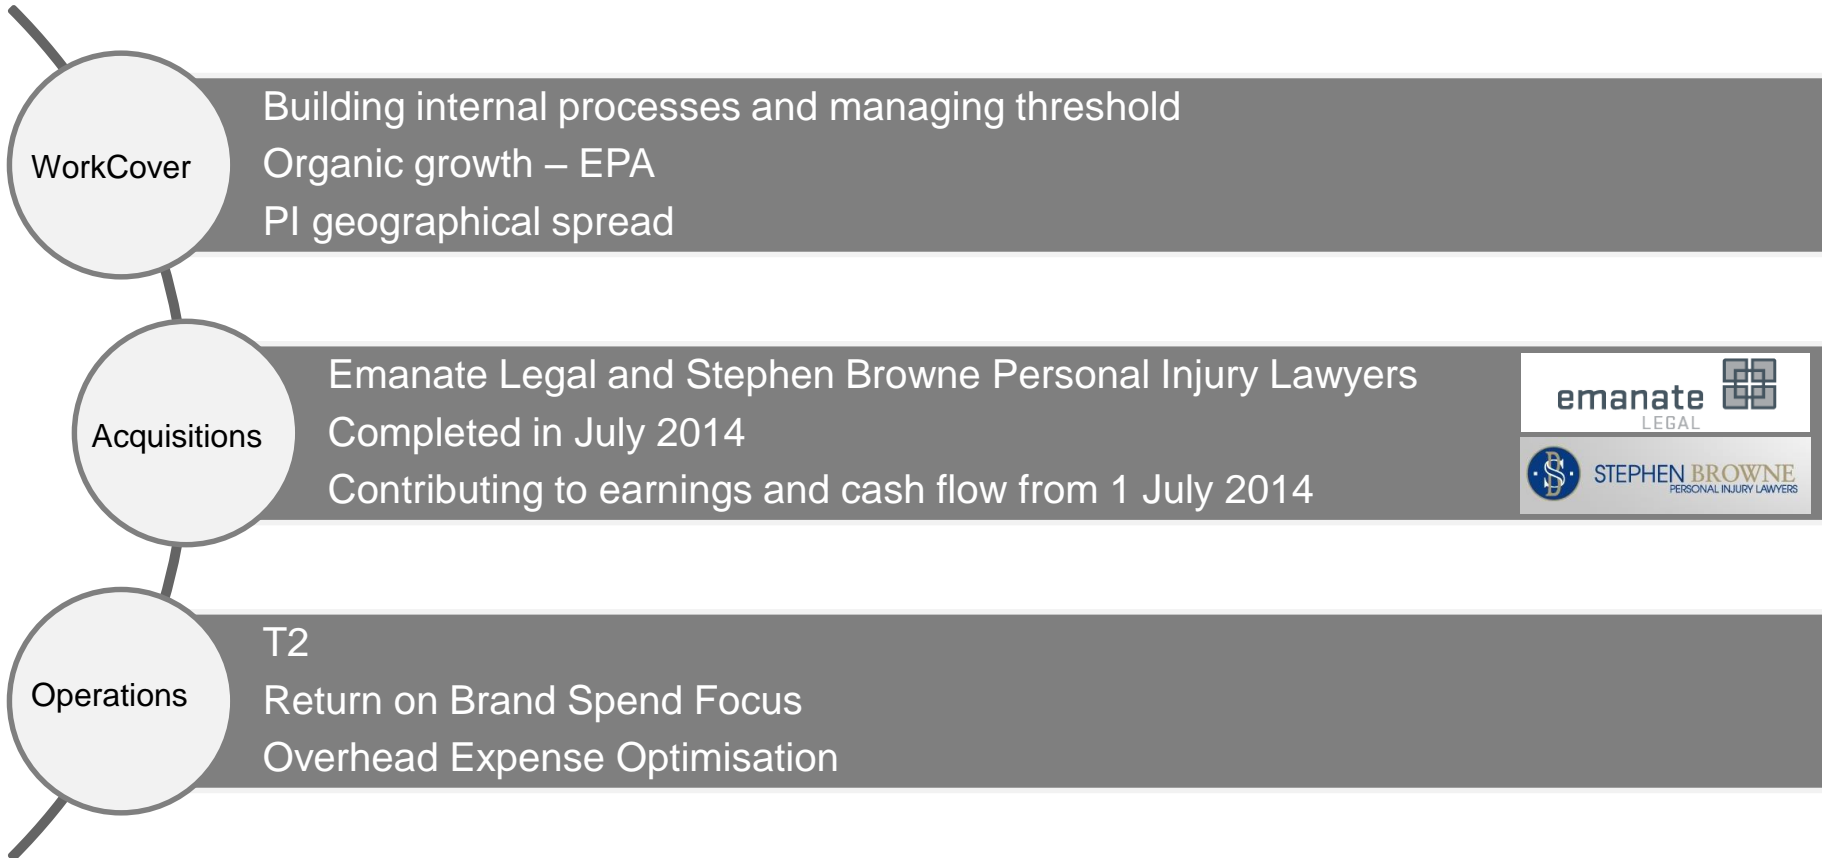 WorkCover
Building internal processes and managing threshold
Organic growth – EPA
PI geographical spread
Acquisitions
Emanate Legal and Stephen Browne Personal Injury Lawyers
Completed in July 2014
Contributing to earnings and cash flow from 1 July 2014
emanate
LEGAL
STEPHEN BROWNE
PERSONAL INJURY LAWYERS
Operations
T2
Return on Brand Spend Focus
Overhead Expense Optimisation